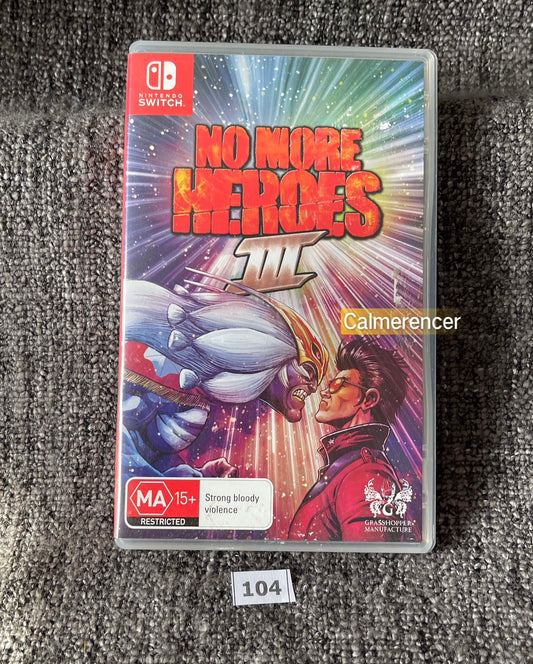 NINTENDO
SWITCH
NO MORE
HEROES
III
Calmerencer
MA 15+
RESTRICTED
Strong bloody
violence
G
GRASSHOPPER
MANUFACTURE
104